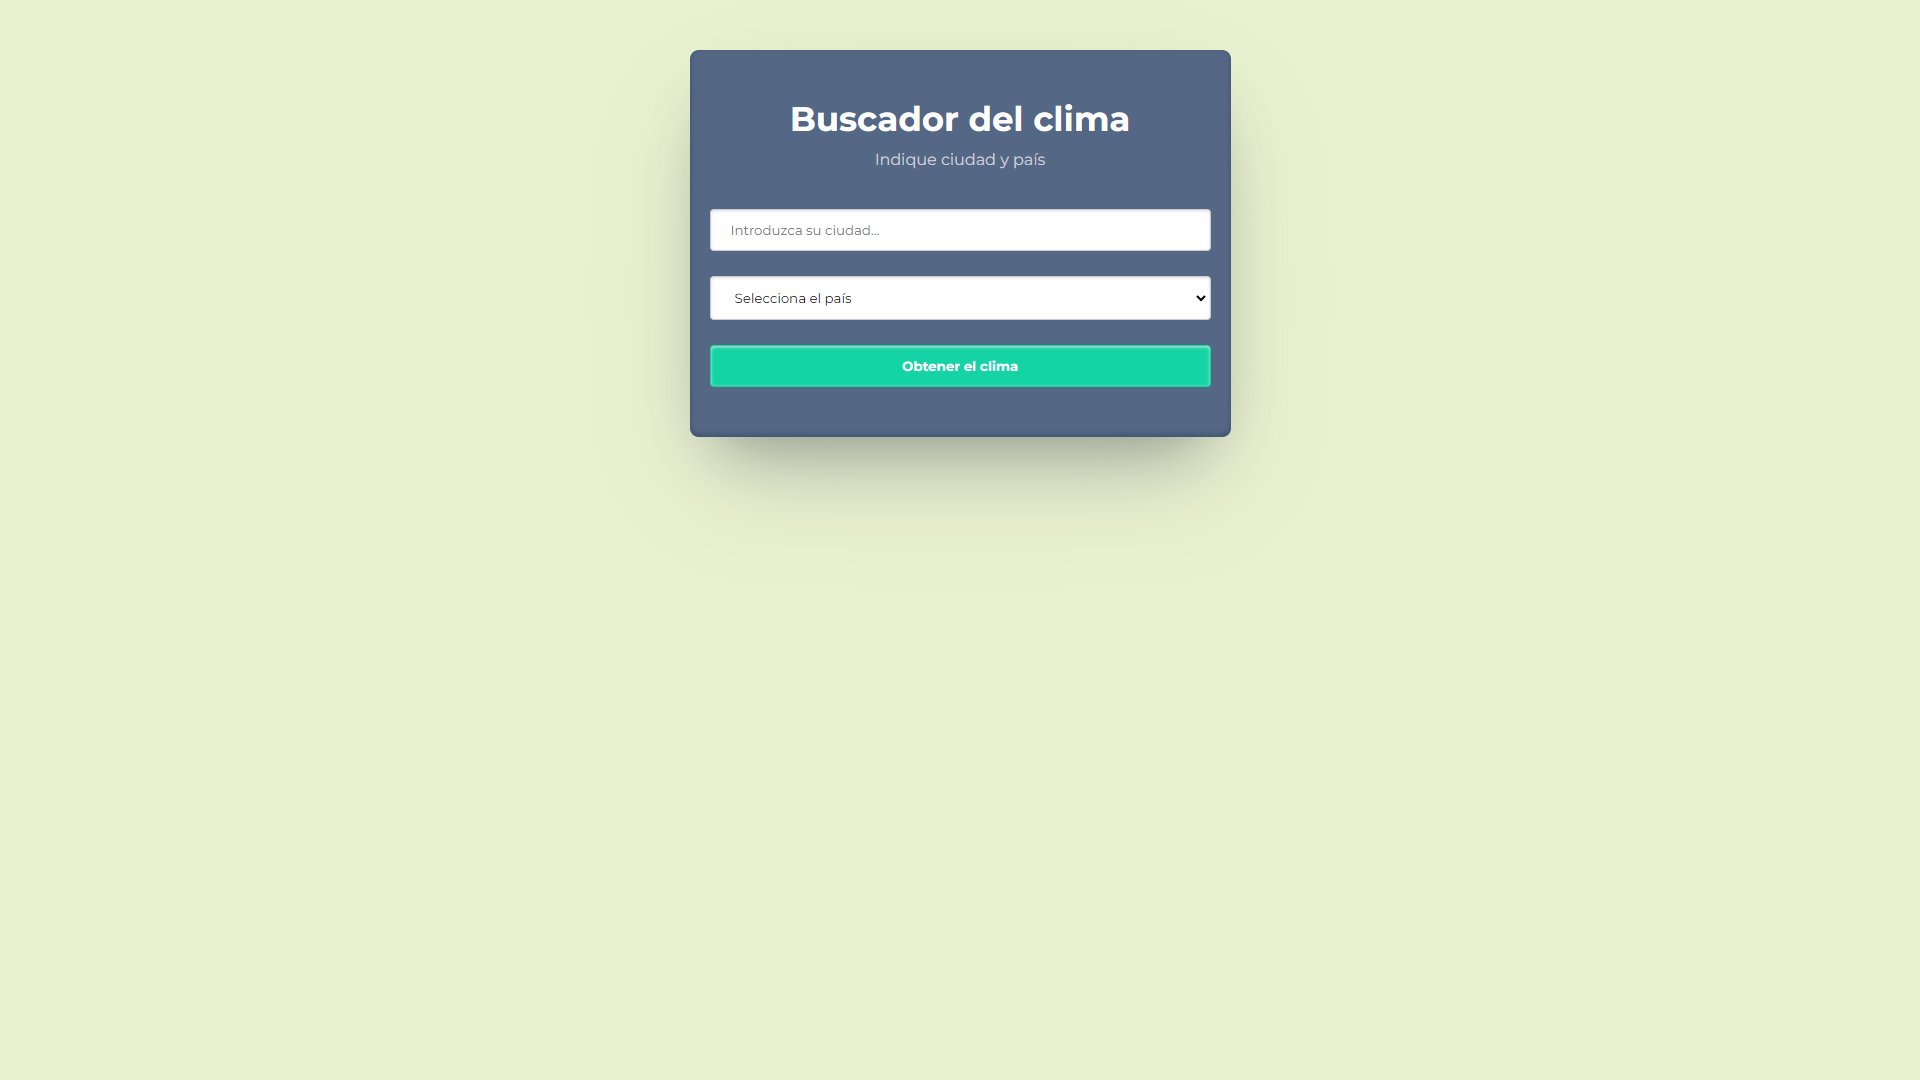 Buscador del clima
Indique ciudad y país
Introduzca su ciudad...
Selecciona el país
Obtener el clima